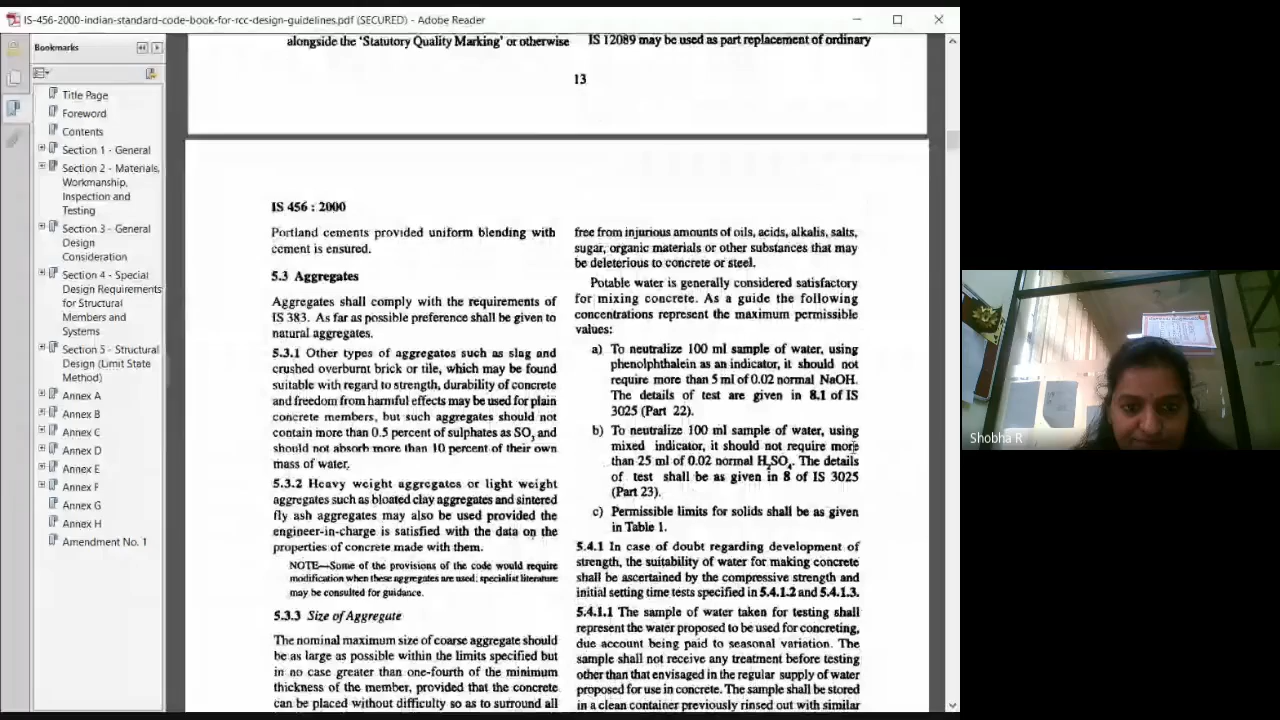 IS-456-2000-indian-standard-code-book-for-rcc-design-guidelines.pdf (SECURED) - Adobe Reader
Bookmarks
Title Page
Foreword
Contents
Section 1 - General
Section 2 - Materials,
Workmanship,
Inspection and
Testing
Section 3 - General
Design
Consideration
Section 4 - Special
Design Requirements
for Structural
Members and
Systems
Section 5 - Structural
Design (Limit State
Method)
Annex A
Annex B
Annex C
Annex D
Annex E
Annex F
Annex G
Annex H
Amendment No. 1
alongside the 'Statutory Quality Marking' or otherwise
IS 12089 may be used as part replacement of ordinary
13
IS 456 : 2000
Portland cements provided uniform blending with
cement is ensured.
5.3 Aggregates
Aggregates shall comply with the requirements of
IS 383. As far as possible preference shall be given to
natural aggregates.
5.3.1 Other types of aggregates such as slag and
crushed overburnt brick or tile, which may be found
suitable with regard to strength, durability of concrete
and freedom from harmful effects may be used for plain
concrete members, but such aggregates should not
contain more than 0.5 percent of sulphates as SO3 and
should not absorb more than 10 percent of their own
mass of water.
5.3.2 Heavy weight aggregates or light weight
aggregates such as bloated clay aggregates and sintered
fly ash aggregates may also be used provided the
engineer-in-charge is satisfied with the data on the
properties of concrete made with them.
NOTE—Some of the provisions of the code would require
modification when these aggregates are used; specialist literature
may be consulted for guidance.
5.3.3 Size of Aggregate
The nominal maximum size of coarse aggregate should
be as large as possible within the limits specified but
in no case greater than one-fourth of the minimum
thickness of the member, provided that the concrete
can be placed without difficulty so as to surround all
free from injurious amounts of oils, acids, alkalis, salts,
sugar, organic materials or other substances that may
be deleterious to concrete or steel.
Potable water is generally considered satisfactory
for mixing concrete. As a guide the following
concentrations represent the maximum permissible
values:
a) To neutralize 100 ml sample of water, using
phenolphthalein as an indicator, it should not
require more than 5 ml of 0.02 normal NaOH.
The details of test are given in 8.1 of IS
3025 (Part 22).
b) To neutralize 100 ml sample of water, using
mixed indicator, it should not require more
than 25 ml of 0.02 normal H2SO4. The details
of test shall be as given in 8 of IS 3025
(Part 23).
c) Permissible limits for solids shall be as given
in Table 1.
5.4.1 In case of doubt regarding development of
strength, the suitability of water for making concrete
shall be ascertained by the compressive strength and
initial setting time tests specified in 5.4.1.2 and 5.4.1.3.
5.4.1.1 The sample of water taken for testing shall
represent the water proposed to be used for concreting,
due account being paid to seasonal variation. The
sample shall not receive any treatment before testing
other than that envisaged in the regular supply of water
proposed for use in concrete. The sample shall be stored
in a clean container previously rinsed out with similar
Shobha R